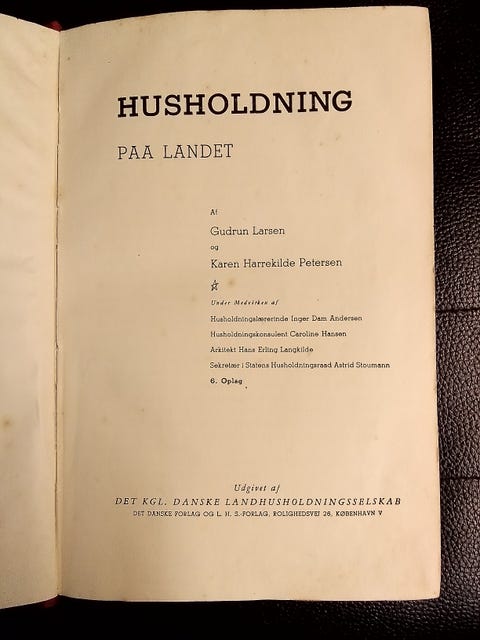 HUSHOLDNING
PAA LANDET
Af
Gudrun Larsen
og
Karen Harrekilde Petersen
Under Medvirken af
Husholdningslærerinde Inger Dam Andersen
Husholdningskonsulent Caroline Hansen
Arkitekt Hans Erling Langkilde
Sekretær i Statens Husholdningsraad Astrid Stoumann
6. Oplag
Udgivet af
DET KGL. DANSKE LANDHUSHOLDNINGSSELSKAB
DET DANSKE FORLAG OG L. H. S.-FORLAG, ROLIGHEDSVEJ 26, KØBENHAVN V